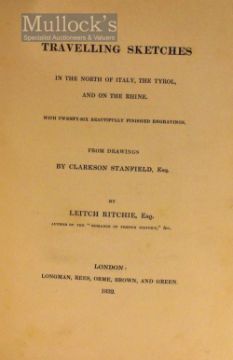 Mullock's
Specialist Auctioneers & Valuers
TRAVELLING SKETCHES
IN THE NORTH OF ITALY, THE TYROL,
AND ON THE RHINE.
WITH TWENTY-SIX BEAUTIFULLY FINISHED ENGRAVINGS,
FROM DRAWINGS
BY CLARKSON STANFIELD, Esq.
BY
LEITCH RITCHIE, Esq.
AUTHOR OF THE "ROMANCE OF FRENCH HISTORY," &c.
LONDON:
LONGMAN, REES, ORME, BROWN, AND GREEN.
1832.